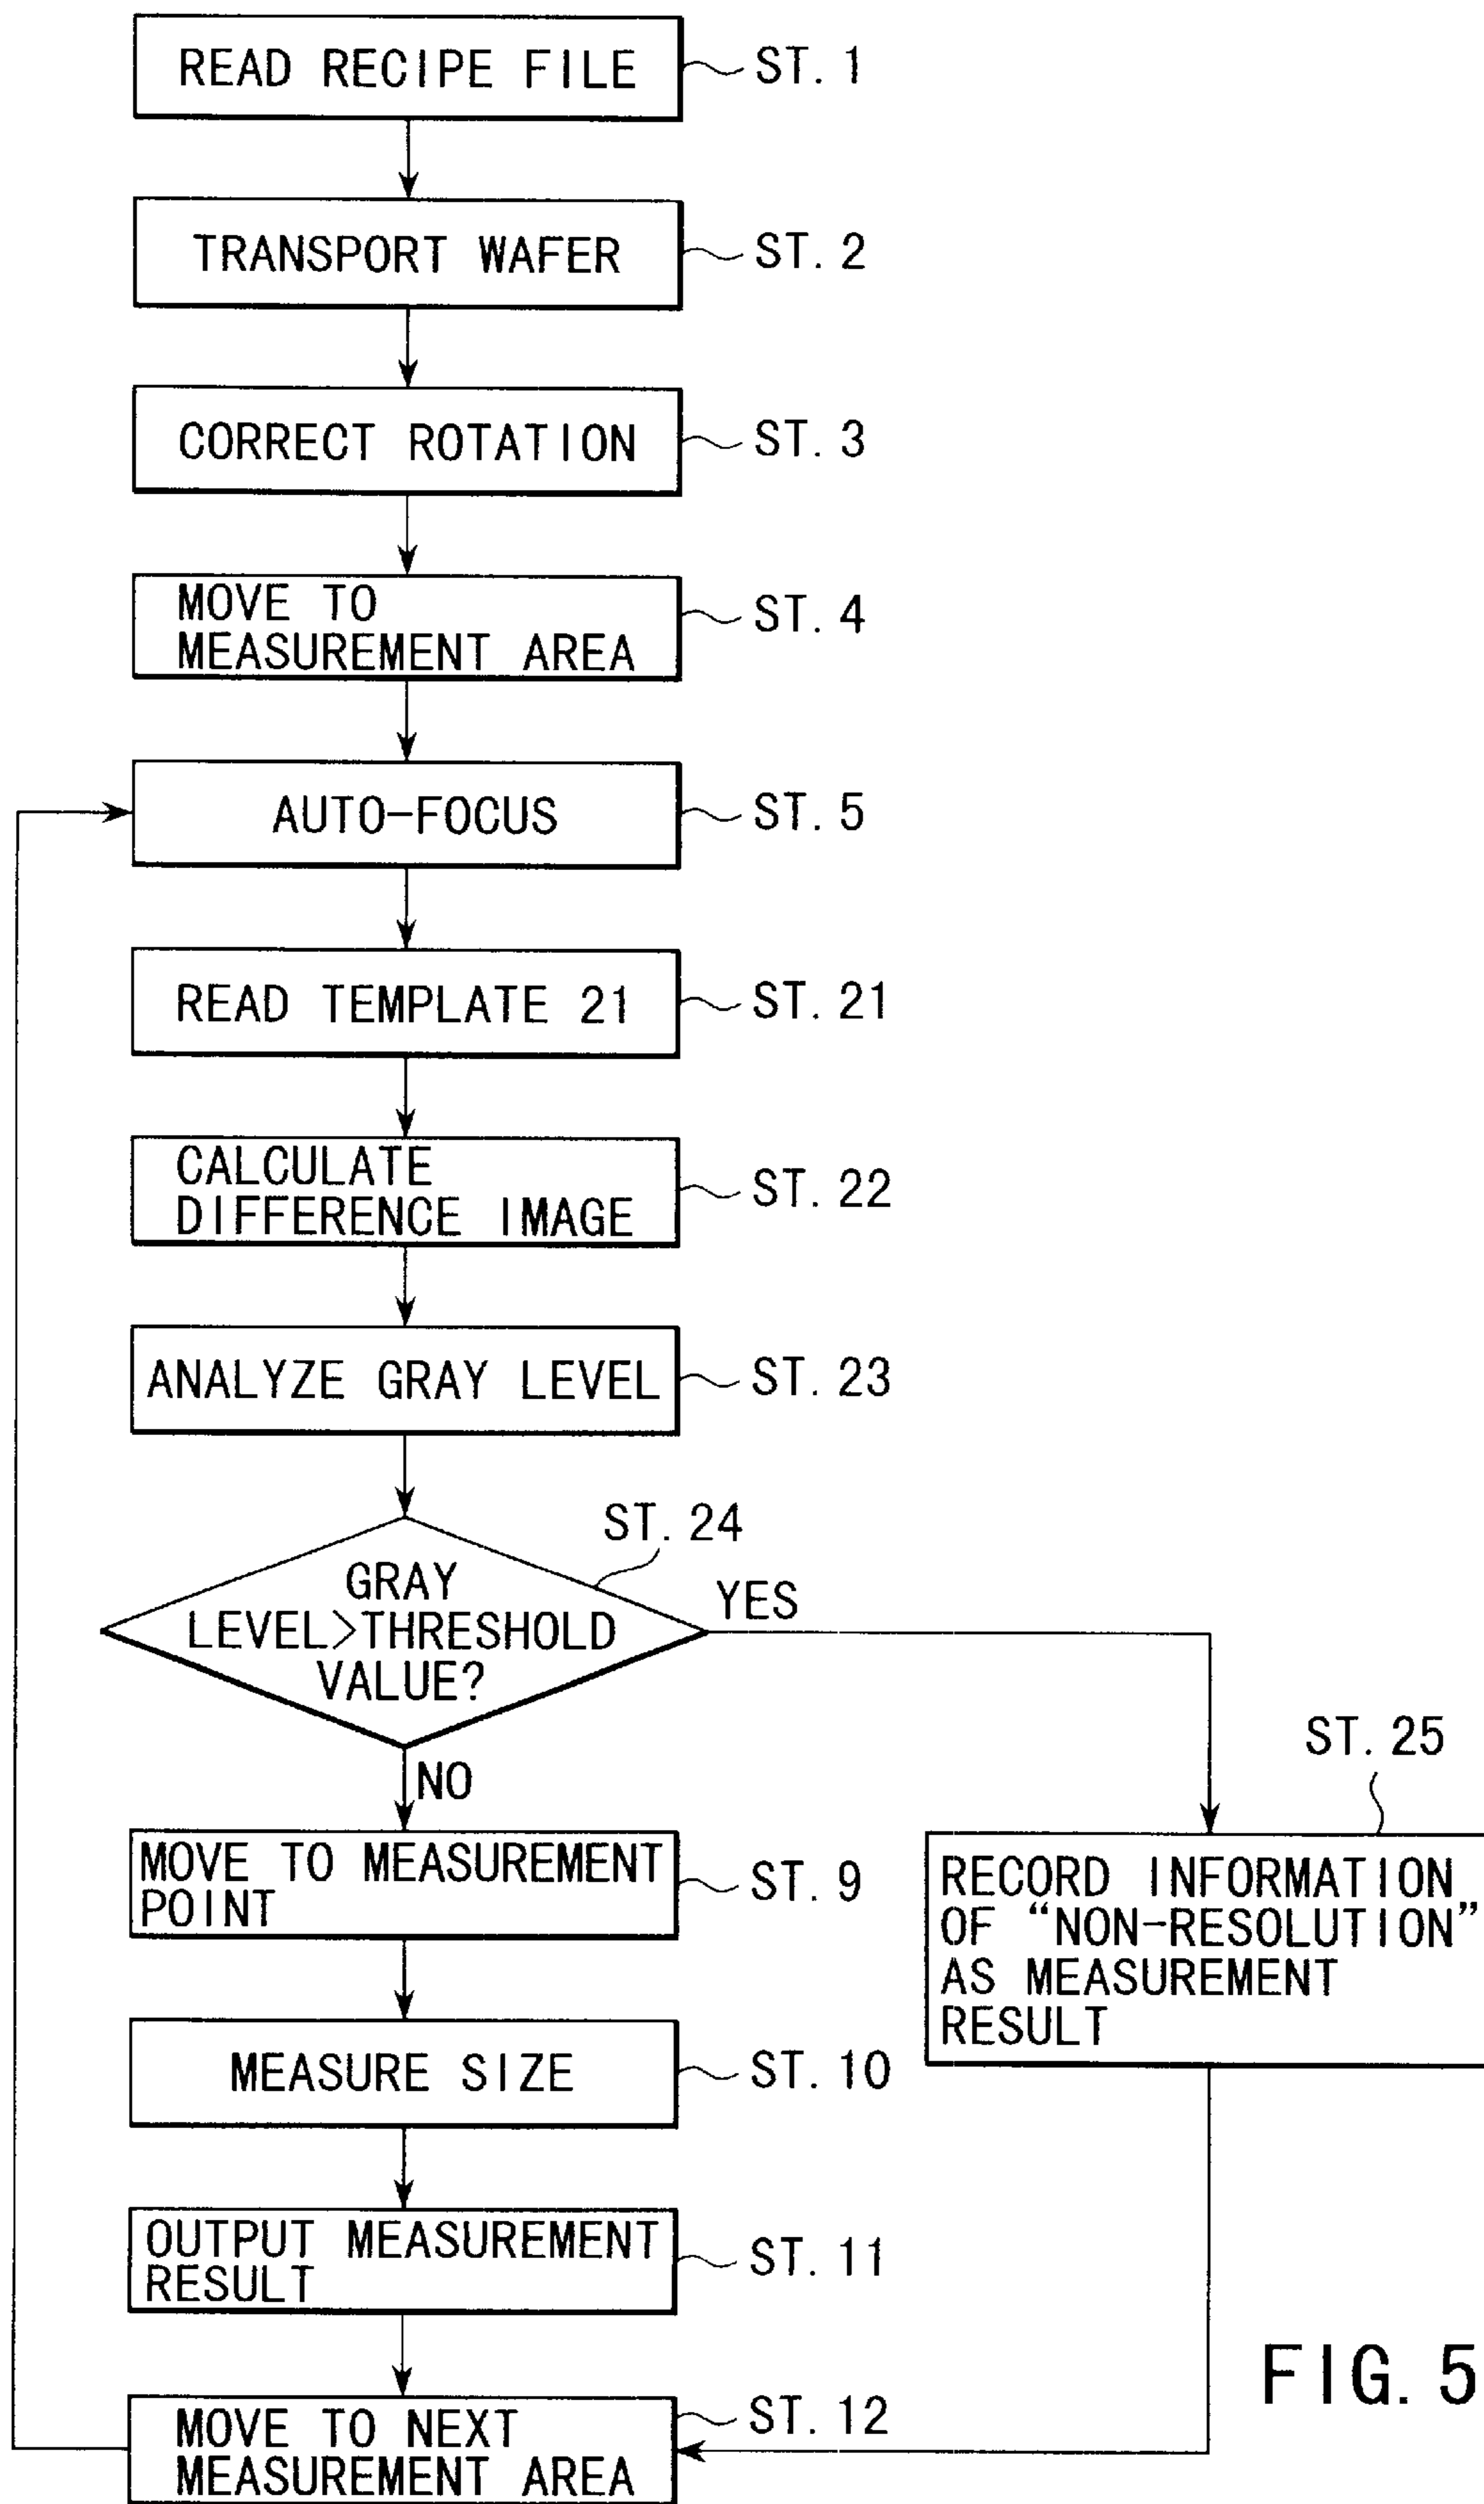 READ RECIPE FILE
ST. 1
TRANSPORT WAFER
ST. 2
CORRECT ROTATION
ST. 3
MOVE TO
MEASUREMENT AREA
ST. 4
AUTO-FOCUS
ST. 5
READ TEMPLATE 21
ST. 21
CALCULATE
DIFFERENCE IMAGE
ST. 22
ANALYZE GRAY LEVEL
ST. 23
ST. 24
GRAY
LEVEL>THRESHOLD
VALUE?
YES
NO
ST. 25
RECORD INFORMATION
OF “NON-RESOLUTION”
AS MEASUREMENT
RESULT
MOVE TO MEASUREMENT
POINT
ST. 9
MEASURE SIZE
ST. 10
OUTPUT MEASUREMENT
RESULT
ST. 11
MOVE TO NEXT
MEASUREMENT AREA
ST. 12
FIG. 5